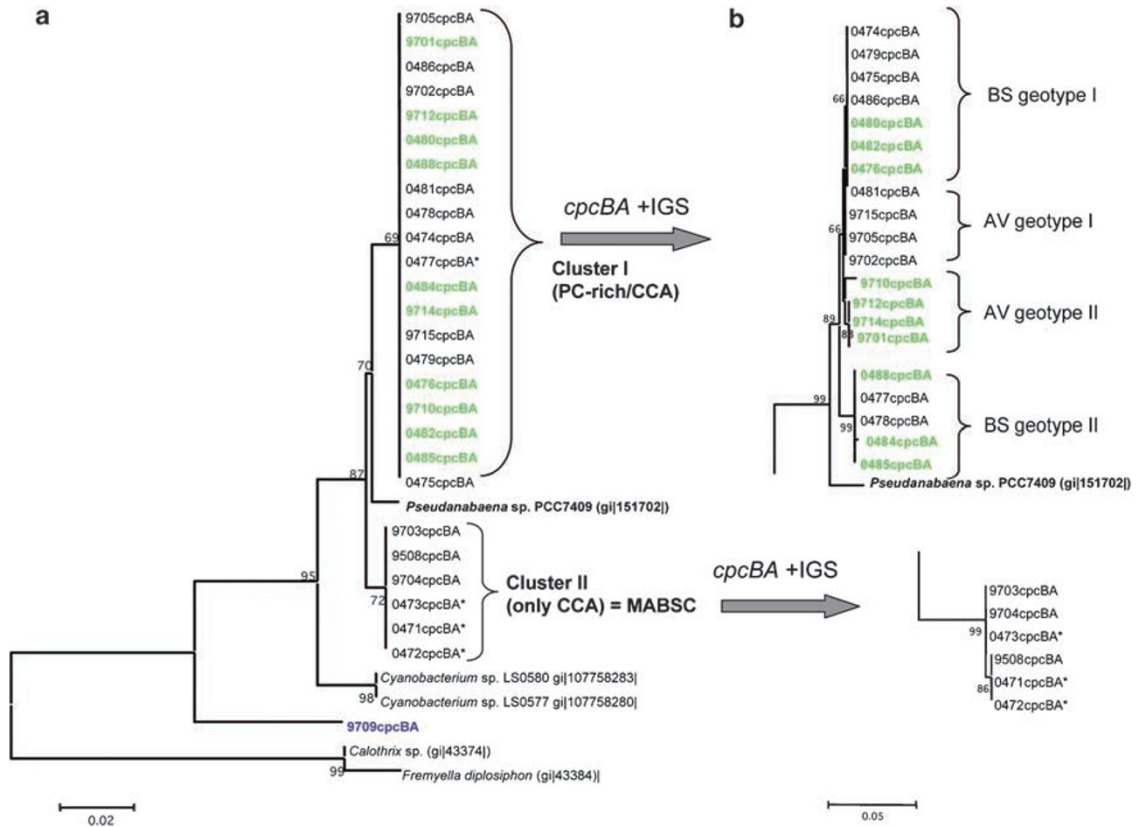 a
9705cpcBA
9701cpcBA
0486cpcBA
9702cpcBA
9712cpcBA
0480cpcBA
0488cpcBA
0481cpcBA
0478cpcBA
0474cpcBA
69
0477cpcBA*
0484cpcBA
9714cpcBA
9715cpcBA
0479cpcBA
70
0476cpcBA
9710cpcBA
0482cpcBA
0485cpcBA
87
0475cpcBA
Pseudanabaena sp. PCC7409 (gi|151702|)
9703cpcBA
9508cpcBA
95
9704cpcBA
72
0473cpcBA*
0471cpcBA*
0472cpcBA*
Cyanobacterium sp. LS0580 gi|107758283|
98
Cyanobacterium sp. LS0577 gi|107758280|
9709cpcBA
Calothrix sp. (gi|43374|)
99
Fremyella diplosiphon (gi|43384)|
0.02
cpcBA +IGS
Cluster I
(PC-rich/CCA)
Cluster II
(only CCA) = MABSC
cpcBA +IGS
b
0474cpcBA
0479cpcBA
0475cpcBA
66
0486cpcBA
0480cpcBA
0482cpcBA
0476cpcBA
BS geotype I
0481cpcBA
9715cpcBA
66
9705cpcBA
9702cpcBA
AV geotype I
9710cpcBA
9712cpcBA
89
9714cpcBA
9701cpcBA
AV geotype II
0488cpcBA
99
0477cpcBA
0478cpcBA
99
0484cpcBA
0485cpcBA
BS geotype II
Pseudanabaena sp. PCC7409 (gi|151702|)
9703cpcBA
9704cpcBA
99
0473cpcBA*
9508cpcBA
86
0471cpcBA*
0472cpcBA*
0.05